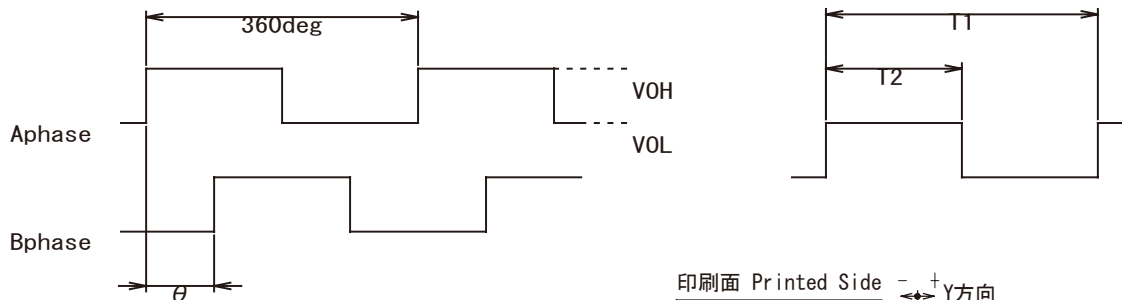 360deg
T1
T2
VOH
VOL
Aphase
Bphase
θ
印刷面 Printed Side
- +
Y方向